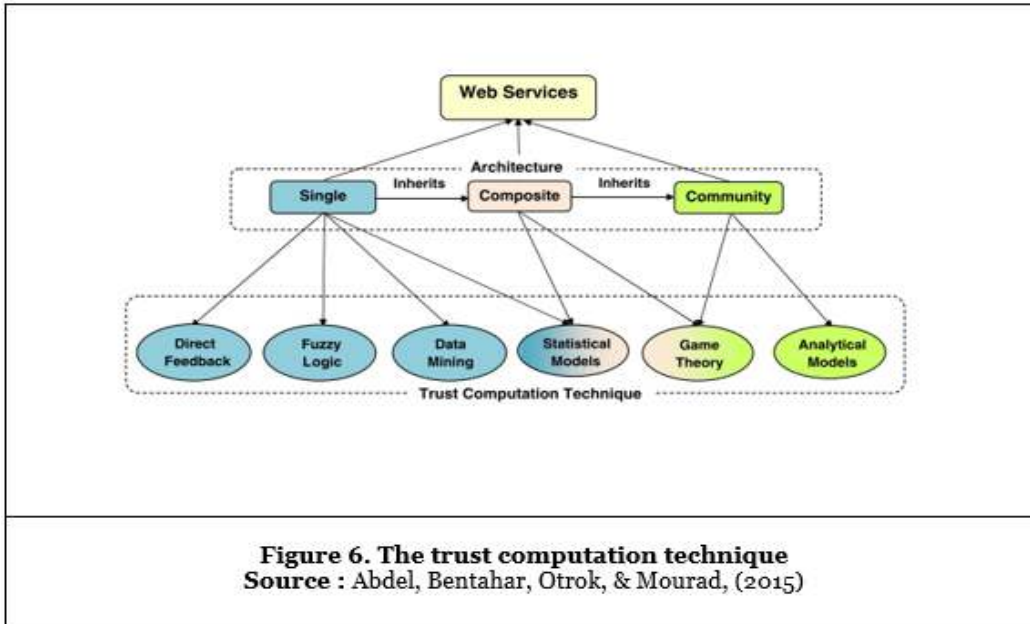 Web Services
Architecture
Single
Inherits
Composite
Inherits
Community
Direct
Feedback
Fuzzy
Logic
Data
Mining
Statistical
Models
Game
Theory
Analytical
Models
Trust Computation Technique
Figure 6. The trust computation technique
Source : Abdel, Bentahar, Otrok, & Mourad, (2015)